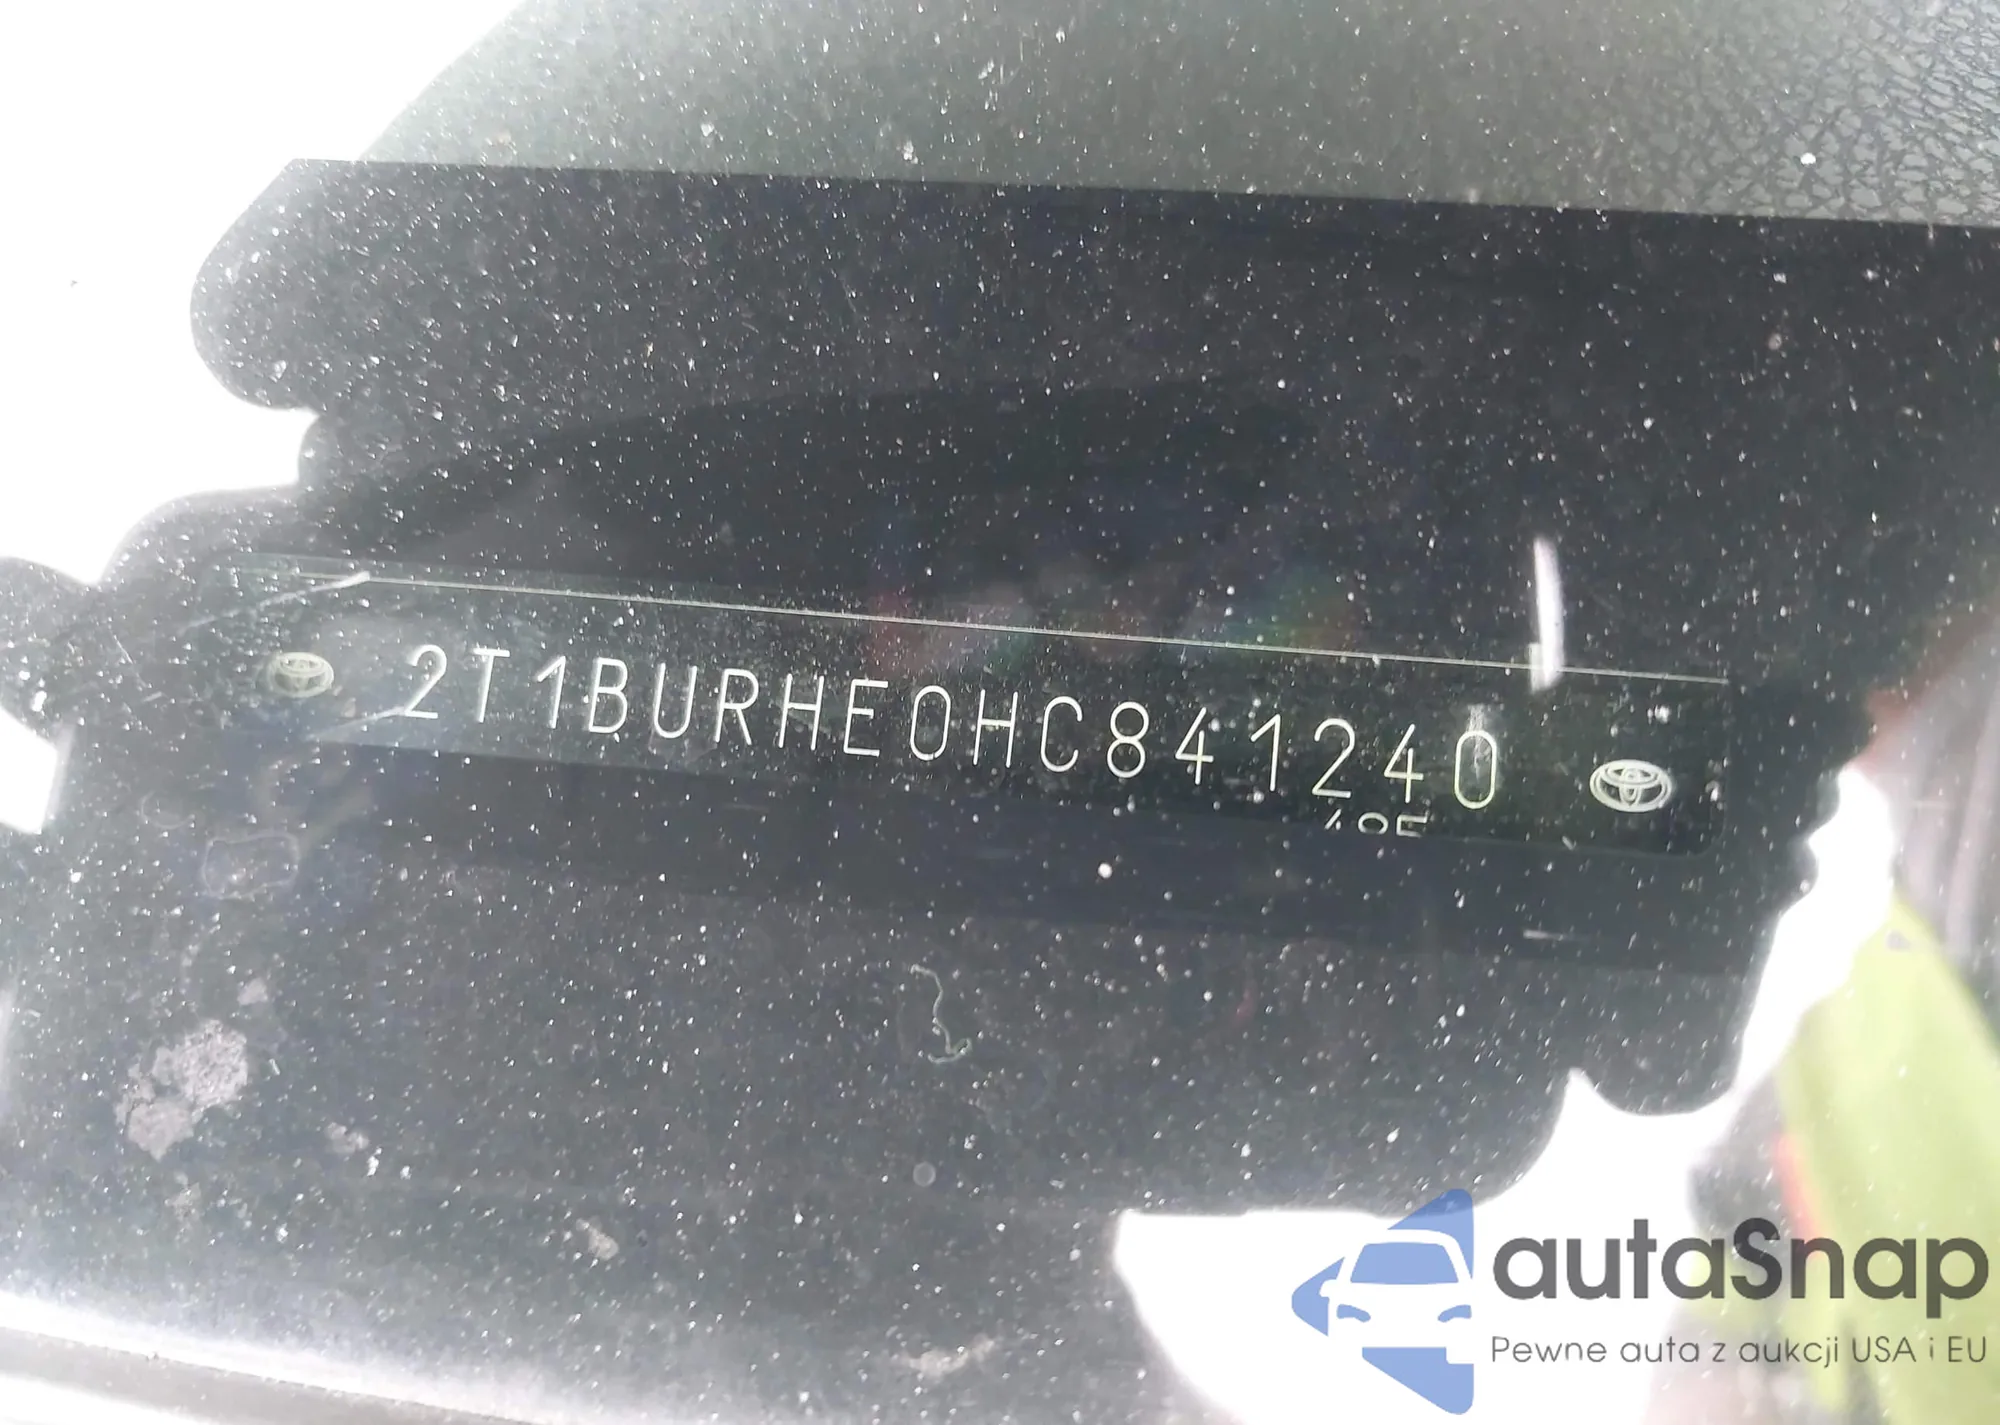 2T1BURHE0HC841240
autaSnap
Pewne auta z aukcji USA i EU